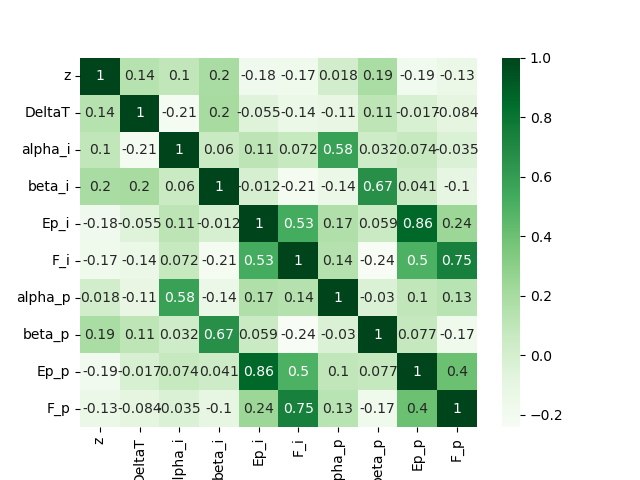 z 1 0.14 0.1 0.2 -0.18 -0.17 0.018 0.19 -0.19 -0.13
DeltaT 0.14 1 -0.21 0.2 -0.055 -0.14 -0.11 0.11 -0.017 -0.084
alpha_i 0.1 -0.21 1 0.06 0.11 0.072 0.58 0.032 0.074 -0.035
beta_i 0.2 0.2 0.06 1 -0.012 -0.21 -0.14 0.67 0.041 -0.1
Ep_i -0.18 -0.055 0.11 -0.012 1 0.53 0.17 0.059 0.86 0.24
F_i -0.17 -0.14 0.072 -0.21 0.53 1 0.14 -0.24 0.5 0.75
alpha_p 0.018 -0.11 0.58 -0.14 0.17 0.14 1 -0.03 0.1 0.13
beta_p 0.19 0.11 0.032 0.67 0.059 -0.24 -0.03 1 0.077 -0.17
Ep_p -0.19 -0.017 0.074 0.041 0.86 0.5 0.1 0.077 1 0.4
F_p -0.13 -0.084 -0.035 -0.1 0.24 0.75 0.13 -0.17 0.4 1
z DeltaT lpha_i beta_i Ep_i F_i pha_p beta_p Ep_p F_p
1.0
0.8
0.6
0.4
0.2
0.0
−0.2